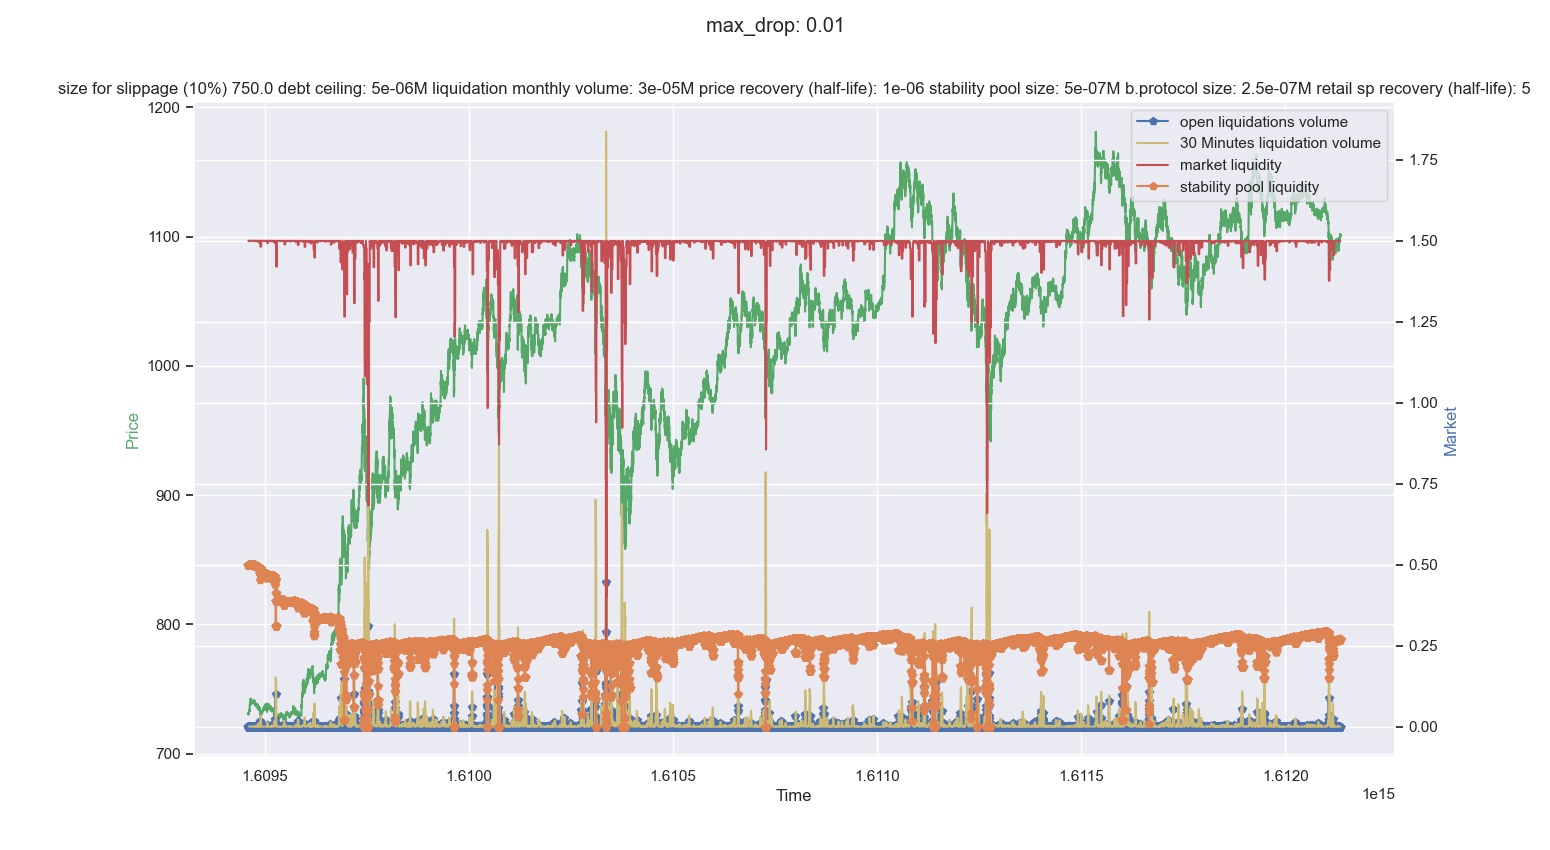 max_drop: 0.01
size for slippage (10%) 750.0 debt ceiling: 5e-06M liquidation monthly volume: 3e-05M price recovery (half-life): 1e-06 stability pool size: 5e-07M b.protocol size: 2.5e-07M retail sp recovery (half-life): 5
open liquidations volume
30 Minutes liquidation volume
market liquidity
stability pool liquidity
1200
1100
1000
900
800
700
Price
1.75
1.50
1.25
1.00
0.75
0.50
0.25
0.00
Market
1.6095 1.6100 1.6105 1.6110 1.6115 1.6120
Time
1e15